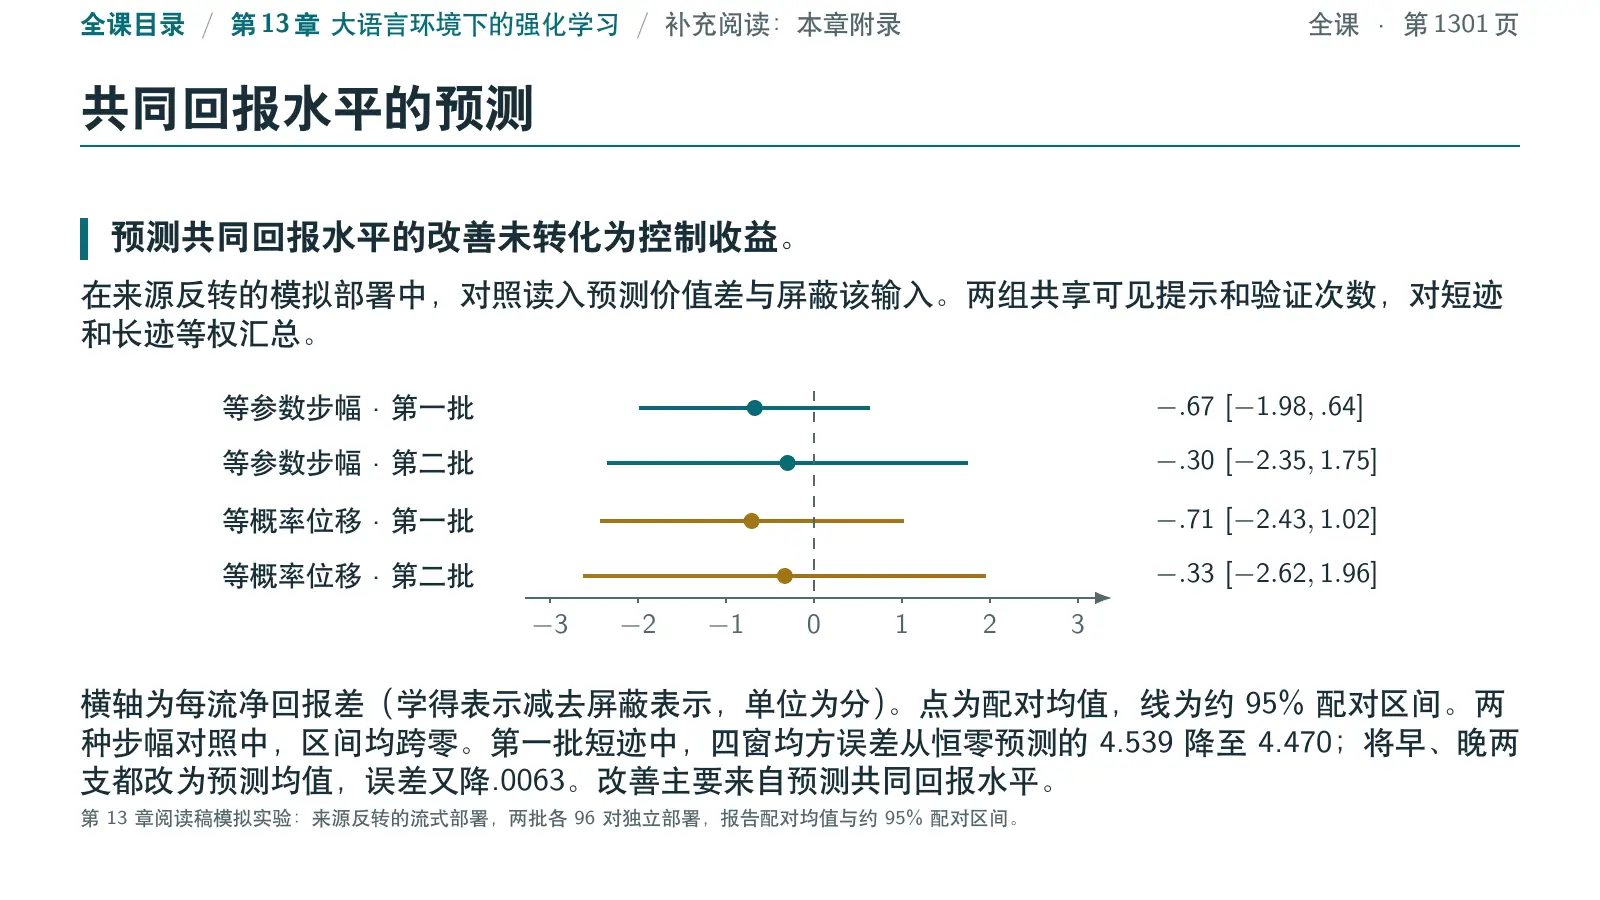 全课目录 / 第 13 章 大语言环境下的强化学习 / 补充阅读：本章附录
全课 · 第 1301 页
共同回报水平的预测
预测共同回报水平的改善未转化为控制收益。
在来源反转的模拟部署中，对照读入预测价值差与屏蔽该输入。两组共享可见提示和验证次数，对短迹
和长迹等权汇总。
等参数步幅 · 第一批 −.67 [−1.98, .64]
等参数步幅 · 第二批 −.30 [−2.35, 1.75]
等概率位移 · 第一批 −.71 [−2.43, 1.02]
等概率位移 · 第二批 −.33 [−2.62, 1.96]
−3 −2 −1 0 1 2 3
横轴为每流净回报差（学得表示减去屏蔽表示，单位为分）。点为配对均值，线为约 95% 配对区间。两
种步幅对照中，区间均跨零。第一批短迹中，四窗均方误差从恒零预测的 4.539 降至 4.470；将早、晚两
支都改为预测均值，误差又降.0063。改善主要来自预测共同回报水平。
第 13 章阅读稿模拟实验：来源反转的流式部署，两批各 96 对独立部署，报告配对均值与约 95% 配对区间。